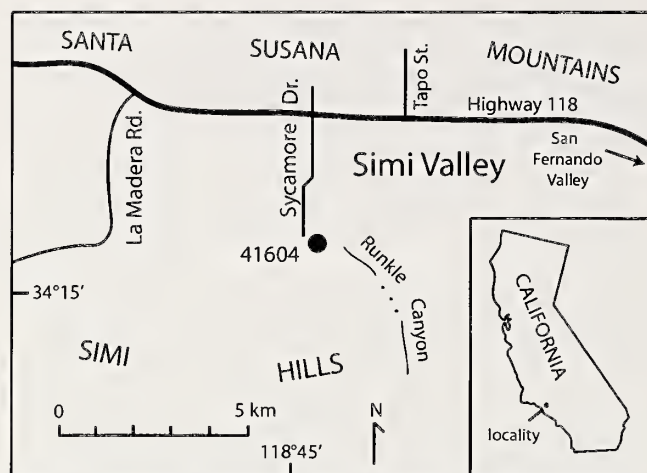 SANTA SUSANA MOUNTAINS
La Madera Rd.
Sycamore Dr.
Tapo St.
Highway 118
San
Fernando
Valley
Simi Valley
41604
Runkle
Canyon
34°15'
SIMI HILLS
0 5 km
N
118°45'
CALIFORNIA
locality